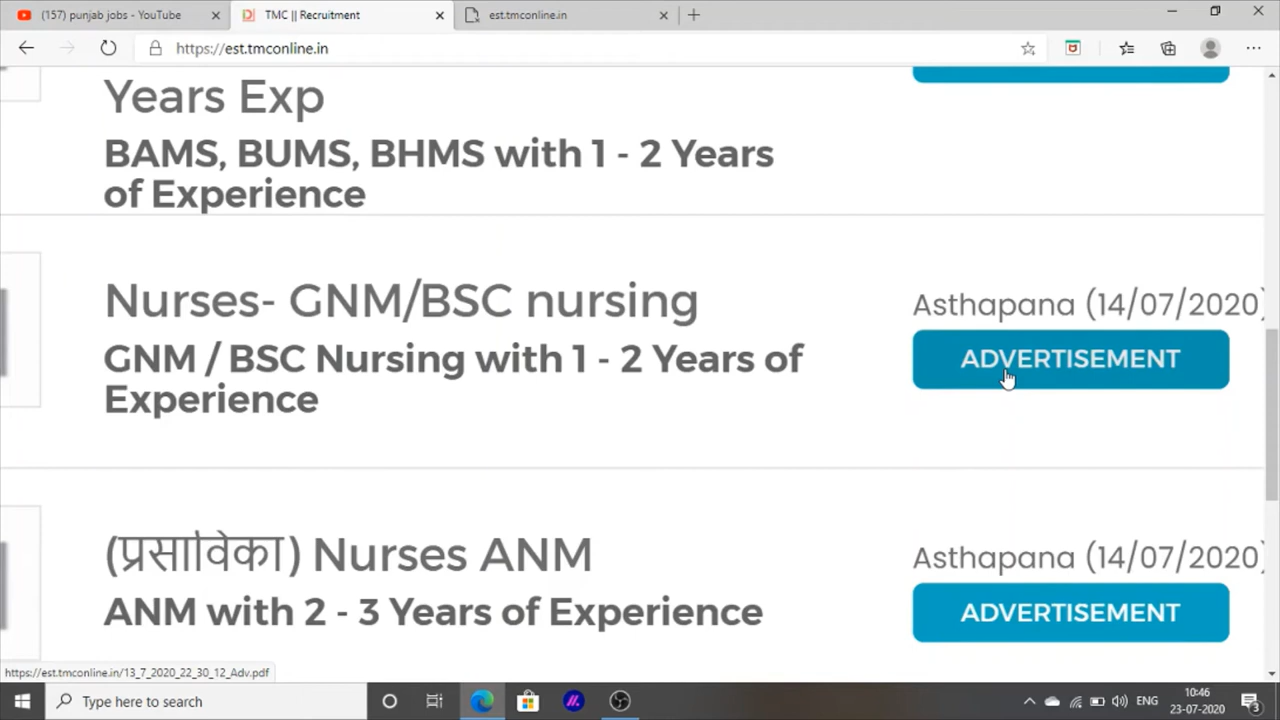 (157) punjab jobs - YouTube
TMC || Recruitment
est.tmconline.in
https://est.tmconline.in
Years Exp
BAMS, BUMS, BHMS with 1 - 2 Years
of Experience
Nurses- GNM/BSC nursing
Asthapana (14/07/2020)
GNM / BSC Nursing with 1 - 2 Years of
Experience
ADVERTISEMENT
(प्रसाविका) Nurses ANM
Asthapana (14/07/2020)
ANM with 2 - 3 Years of Experience
ADVERTISEMENT
https://est.tmconline.in/13_7_2020_22_30_12_Adv.pdf
Type here to search
ENG
10:46
23-07-2020
3